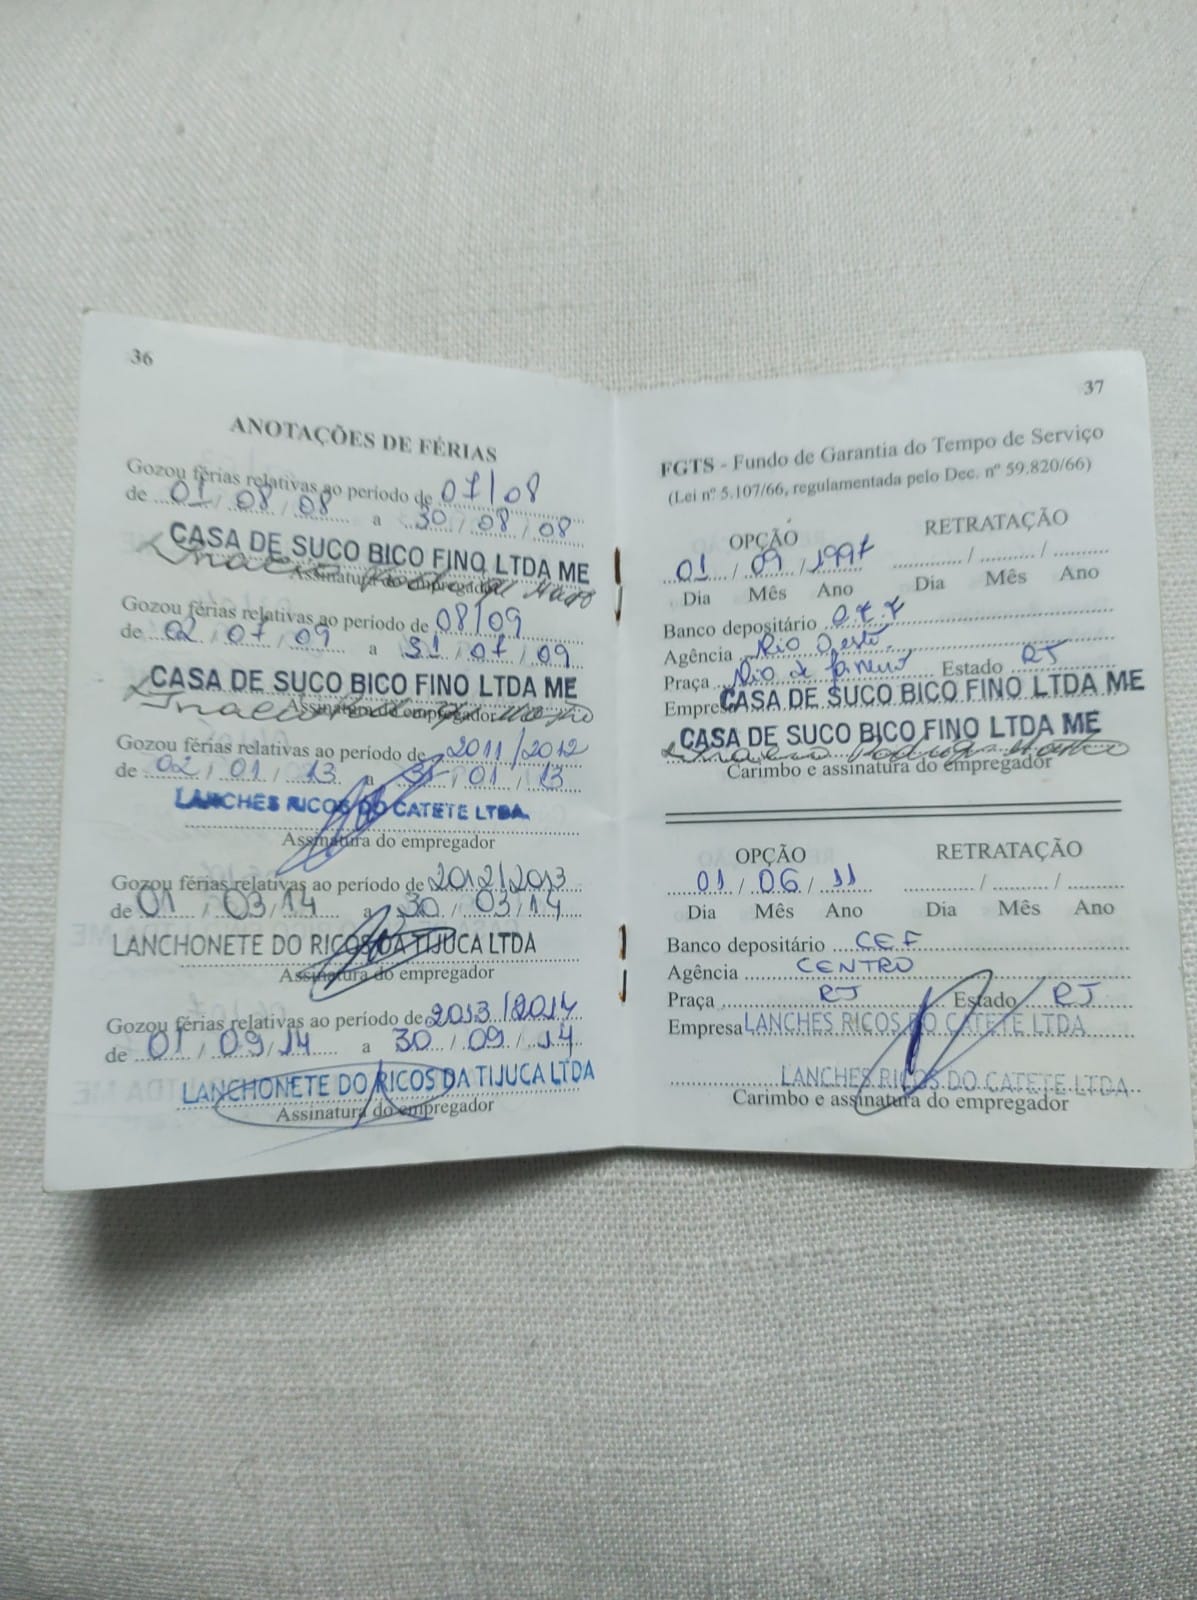 36
ANOTAÇÕES DE FÉRIAS
Gozou férias relativas ao período de 07/08
de 01/08/08 a 30/08/08
CASA DE SUCO BICO FINO LTDA ME
Assinatura do empregador
Gozou férias relativas ao período de 08/09
de 02/07/09 a 31/07/09
CASA DE SUCO BICO FINO LTDA ME
Assinatura do empregador
Gozou férias relativas ao período de 2011/2012
de 02/01/13 a 31/01/13
LANCHES RICOS DO CATETE LTDA.
Assinatura do empregador
Gozou férias relativas ao período de 2012/2013
de 01/03/14 a 30/03/14
LANCHONETE DO RICOS DA TIJUCA LTDA
Assinatura do empregador
Gozou férias relativas ao período de 2013/2014
de 01/09/14 a 30/09/14
LANCHONETE DO RICOS DA TIJUCA LTDA
Assinatura do empregador
37
FGTS - Fundo de Garantia do Tempo de Serviço
(Lei nº 5.107/66, regulamentada pelo Dec. nº 59.820/66)
OPÇÃO RETRATAÇÃO
01/09/1997 / /
Dia Mês Ano Dia Mês Ano
Banco depositário
Agência Rio
Praça Rio de Janeiro Estado RJ
Empresa CASA DE SUCO BICO FINO LTDA ME
CASA DE SUCO BICO FINO LTDA ME
Carimbo e assinatura do empregador
OPÇÃO RETRATAÇÃO
01/06/11 / /
Dia Mês Ano Dia Mês Ano
Banco depositário CEF
Agência CENTRO
Praça RJ Estado RJ
Empresa LANCHES RICOS DO CATETE LTDA
LANCHES RICOS DO CATETE LTDA.
Carimbo e assinatura do empregador